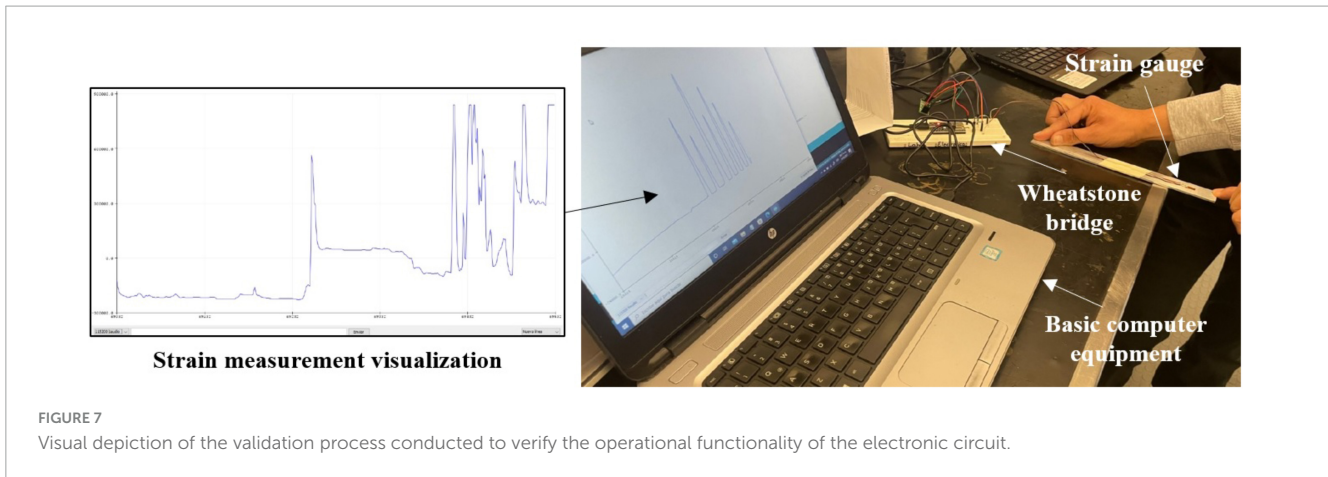 Strain gauge
Wheatstone
bridge
Basic computer
equipment
Strain measurement visualization
FIGURE 7
Visual depiction of the validation process conducted to verify the operational functionality of the electronic circuit.